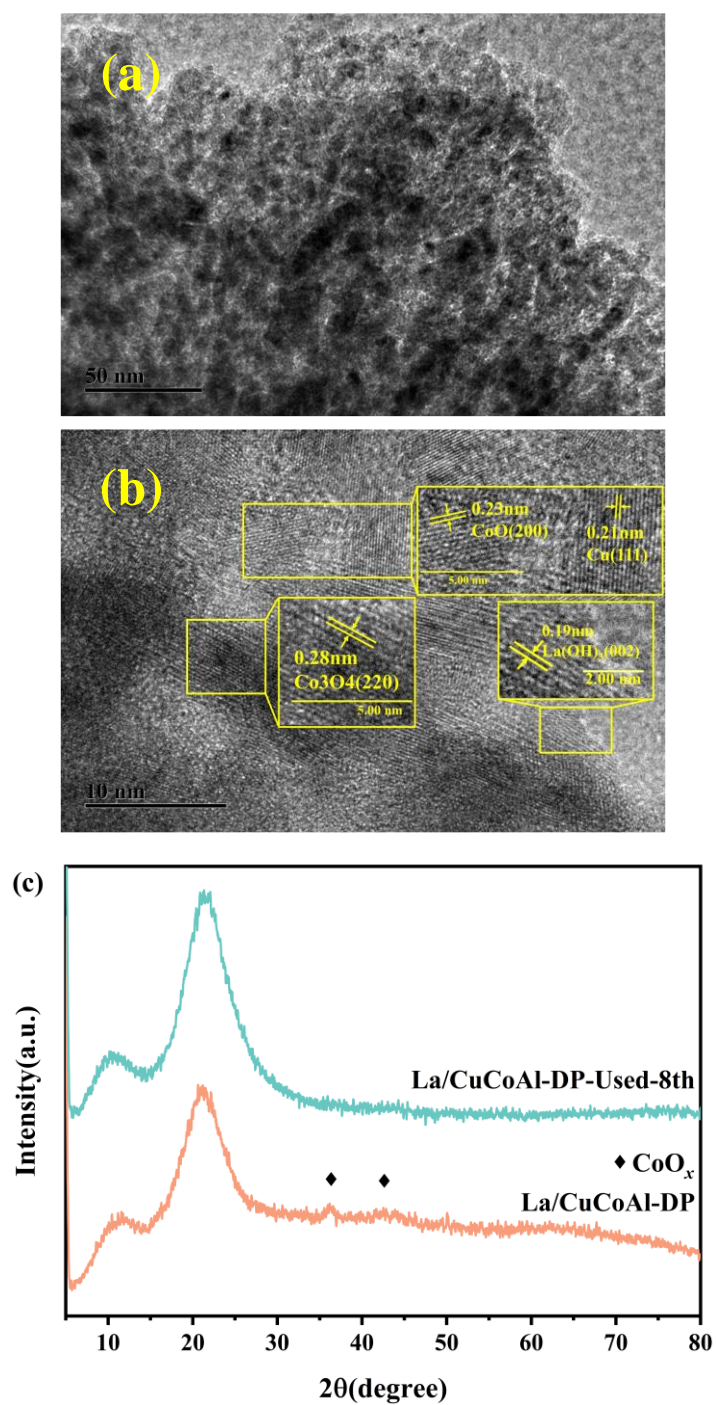 (a)
50 nm
(b)
0.23nm
CoO(200)
0.21nm
Cu(111)
5.00 nm
0.28nm
Co3O4(220)
5.00 nm
0.19nm
La(OH)₃(002)
2.00 nm
10 nm
(c)
Intensity(a.u.)
La/CuCoAl-DP-Used-8th
♦ CoOₓ
La/CuCoAl-DP
10 20 30 40 50 60 70 80
2θ(degree)